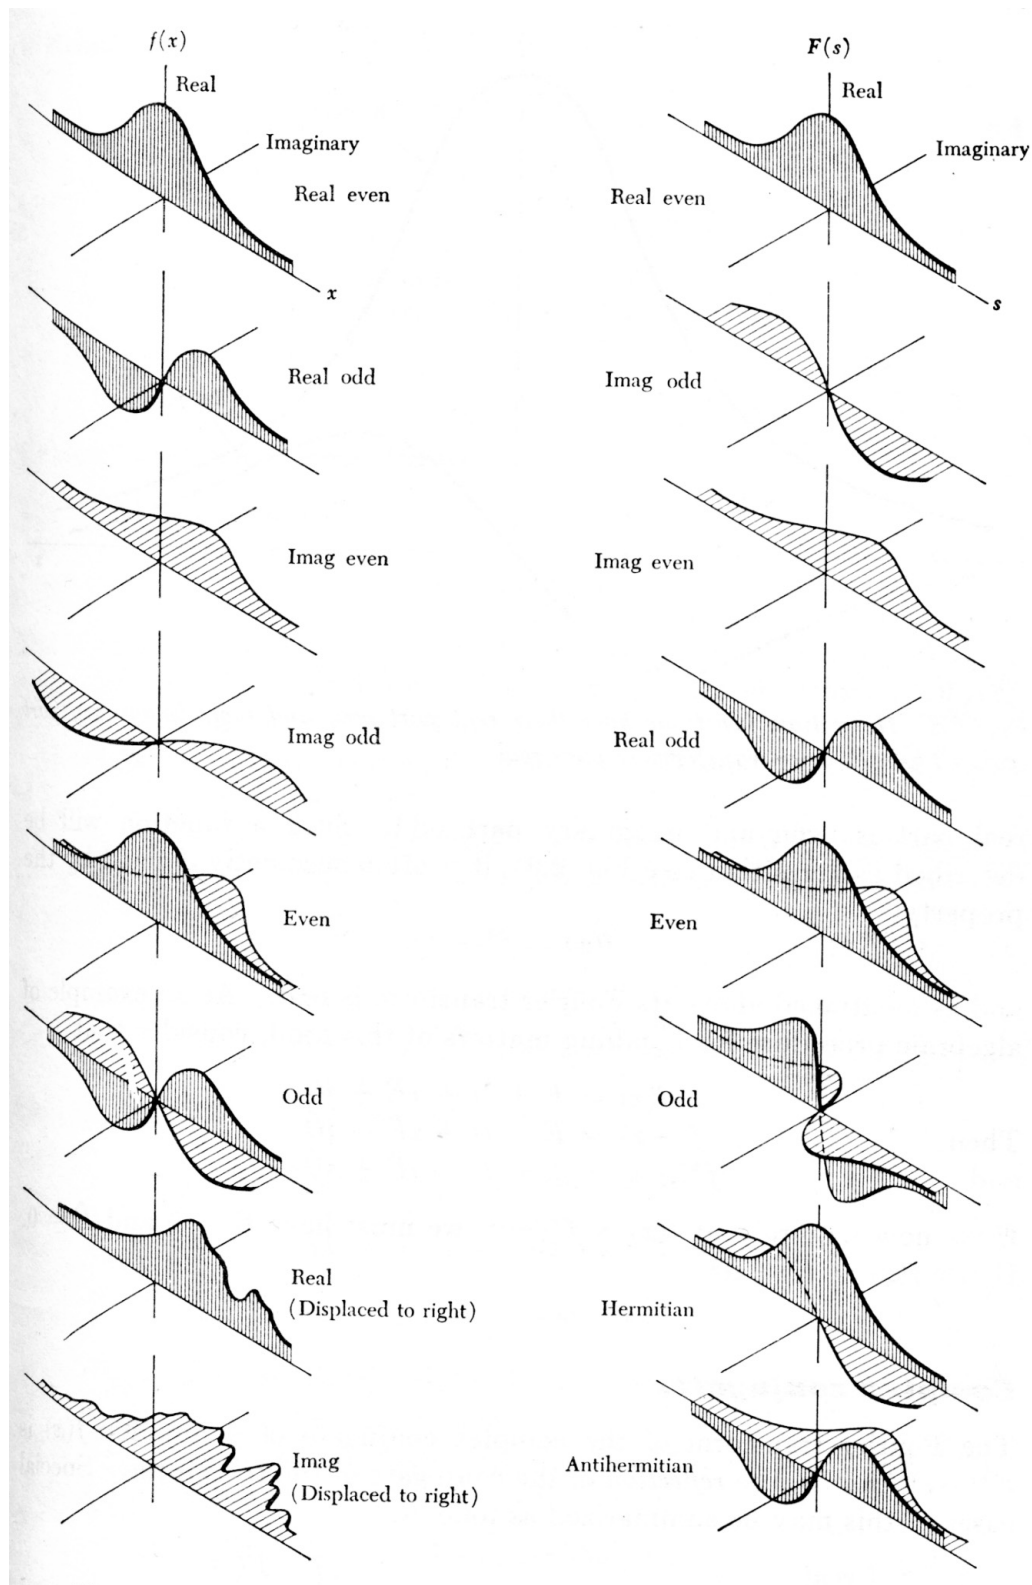 f(x)
F(s)
Real
Real
Imaginary
Imaginary
Real even
Real even
x
s
Real odd
Imag odd
Imag even
Imag even
Imag odd
Real odd
Even
Even
Odd
Odd
Real
(Displaced to right)
Hermitian
Imag
(Displaced to right)
Antihermitian